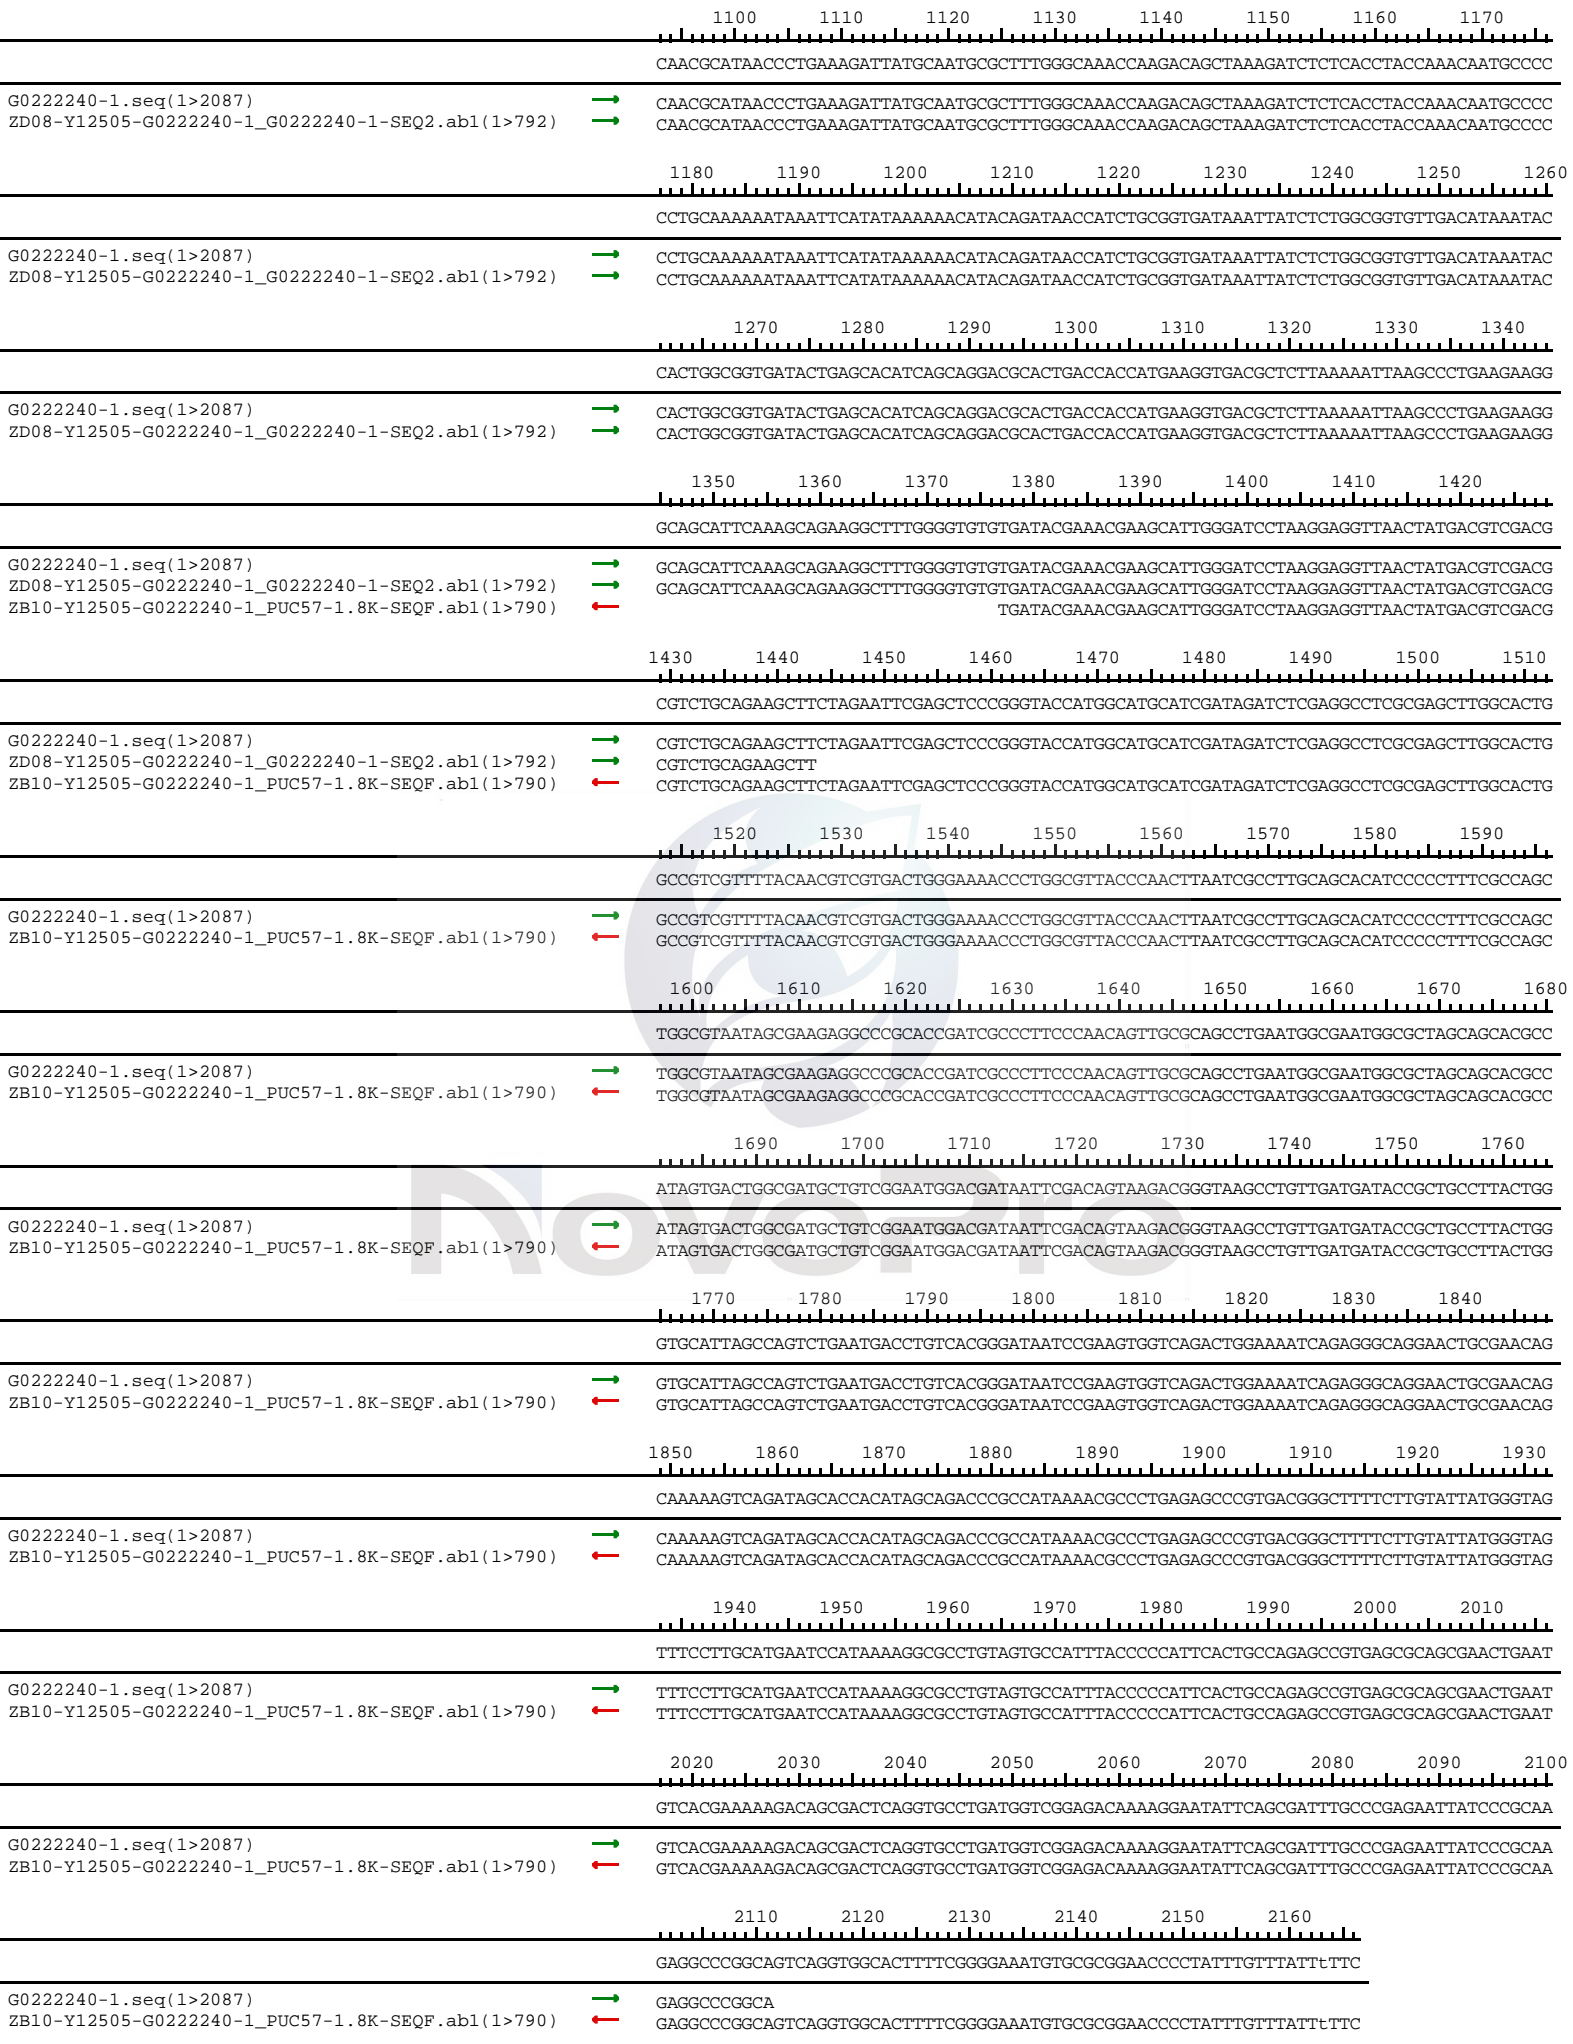 1100 1110 1120 1130 1140 1150 1160 1170
CAACGCATAACCCTGAAAGATTATGCAATGCGCTTTGGGCAAACCAAGACAGCTAAAGATCTCTCACCTACCAAACAATGCCCC
G0222240-1.seq(1>2087) CAACGCATAACCCTGAAAGATTATGCAATGCGCTTTGGGCAAACCAAGACAGCTAAAGATCTCTCACCTACCAAACAATGCCCC
ZD08-Y12505-G0222240-1_G0222240-1-SEQ2.ab1(1>792) CAACGCATAACCCTGAAAGATTATGCAATGCGCTTTGGGCAAACCAAGACAGCTAAAGATCTCTCACCTACCAAACAATGCCCC
1180 1190 1200 1210 1220 1230 1240 1250 1260
CCTGCAAAAAATAAATTCATATAAAAAACATACAGATAACCATCTGCGGTGATAAATTATCTCTGGCGGTGTTGACATAAATAC
G0222240-1.seq(1>2087) CCTGCAAAAAATAAATTCATATAAAAAACATACAGATAACCATCTGCGGTGATAAATTATCTCTGGCGGTGTTGACATAAATAC
ZD08-Y12505-G0222240-1_G0222240-1-SEQ2.ab1(1>792) CCTGCAAAAAATAAATTCATATAAAAAACATACAGATAACCATCTGCGGTGATAAATTATCTCTGGCGGTGTTGACATAAATAC
1270 1280 1290 1300 1310 1320 1330 1340
CACTGGCGGTGATACTGAGCACATCAGCAGGACGCACTGACCACCATGAAGGTGACGCTCTTAAAAATTAAGCCCTGAAGAAGG
G0222240-1.seq(1>2087) CACTGGCGGTGATACTGAGCACATCAGCAGGACGCACTGACCACCATGAAGGTGACGCTCTTAAAAATTAAGCCCTGAAGAAGG
ZD08-Y12505-G0222240-1_G0222240-1-SEQ2.ab1(1>792) CACTGGCGGTGATACTGAGCACATCAGCAGGACGCACTGACCACCATGAAGGTGACGCTCTTAAAAATTAAGCCCTGAAGAAGG
1350 1360 1370 1380 1390 1400 1410 1420
GCAGCATTCAAAGCAGAAGGCTTTGGGGTGTGTGATACGAAACGAAGCATTGGGATCCTAAGGAGGTTAACTATGACGTCGACG
G0222240-1.seq(1>2087) GCAGCATTCAAAGCAGAAGGCTTTGGGGTGTGTGATACGAAACGAAGCATTGGGATCCTAAGGAGGTTAACTATGACGTCGACG
ZD08-Y12505-G0222240-1_G0222240-1-SEQ2.ab1(1>792) GCAGCATTCAAAGCAGAAGGCTTTGGGGTGTGTGATACGAAACGAAGCATTGGGATCCTAAGGAGGTTAACTATGACGTCGACG
ZB10-Y12505-G0222240-1_PUC57-1.8K-SEQF.ab1(1>790) TGATACGAAACGAAGCATTGGGATCCTAAGGAGGTTAACTATGACGTCGACG
1430 1440 1450 1460 1470 1480 1490 1500 1510
CGTCTGCAGAAGCTTCTAGAATTCGAGCTCCCGGGTACCATGGCATGCATCGATAGATCTCGAGGCCTCGCGAGCTTGGCACTG
G0222240-1.seq(1>2087) CGTCTGCAGAAGCTTCTAGAATTCGAGCTCCCGGGTACCATGGCATGCATCGATAGATCTCGAGGCCTCGCGAGCTTGGCACTG
ZD08-Y12505-G0222240-1_G0222240-1-SEQ2.ab1(1>792) CGTCTGCAGAAGCTT
ZB10-Y12505-G0222240-1_PUC57-1.8K-SEQF.ab1(1>790) CGTCTGCAGAAGCTTCTAGAATTCGAGCTCCCGGGTACCATGGCATGCATCGATAGATCTCGAGGCCTCGCGAGCTTGGCACTG
1520 1530 1540 1550 1560 1570 1580 1590
GCCGTCGTTTTACAACGTCGTGACTGGGAAAACCCTGGCGTTACCCAACTTAATCGCCTTGCAGCACATCCCCCTTTCGCCAGC
G0222240-1.seq(1>2087) GCCGTCGTTTTACAACGTCGTGACTGGGAAAACCCTGGCGTTACCCAACTTAATCGCCTTGCAGCACATCCCCCTTTCGCCAGC
ZB10-Y12505-G0222240-1_PUC57-1.8K-SEQF.ab1(1>790) GCCGTCGTTTTACAACGTCGTGACTGGGAAAACCCTGGCGTTACCCAACTTAATCGCCTTGCAGCACATCCCCCTTTCGCCAGC
1600 1610 1620 1630 1640 1650 1660 1670 1680
TGGCGTAATAGCGAAGAGGCCCGCACCGATCGCCCTTCCCAACAGTTGCGCAGCCTGAATGGCGAATGGCGCTAGCAGCACGCC
G0222240-1.seq(1>2087) TGGCGTAATAGCGAAGAGGCCCGCACCGATCGCCCTTCCCAACAGTTGCGCAGCCTGAATGGCGAATGGCGCTAGCAGCACGCC
ZB10-Y12505-G0222240-1_PUC57-1.8K-SEQF.ab1(1>790) TGGCGTAATAGCGAAGAGGCCCGCACCGATCGCCCTTCCCAACAGTTGCGCAGCCTGAATGGCGAATGGCGCTAGCAGCACGCC
1690 1700 1710 1720 1730 1740 1750 1760
ATAGTGACTGGCGATGCTGTCGGAATGGACGATAATTCGACAGTAAGACGGGTAAGCCTGTTGATGATACCGCTGCCTTACTGG
G0222240-1.seq(1>2087) ATAGTGACTGGCGATGCTGTCGGAATGGACGATAATTCGACAGTAAGACGGGTAAGCCTGTTGATGATACCGCTGCCTTACTGG
ZB10-Y12505-G0222240-1_PUC57-1.8K-SEQF.ab1(1>790) ATAGTGACTGGCGATGCTGTCGGAATGGACGATAATTCGACAGTAAGACGGGTAAGCCTGTTGATGATACCGCTGCCTTACTGG
NovoPro
1770 1780 1790 1800 1810 1820 1830 1840
GTGCATTAGCCAGTCTGAATGACCTGTCACGGGATAATCCGAAGTGGTCAGACTGGAAAATCAGAGGGCAGGAACTGCGAACAG
G0222240-1.seq(1>2087) GTGCATTAGCCAGTCTGAATGACCTGTCACGGGATAATCCGAAGTGGTCAGACTGGAAAATCAGAGGGCAGGAACTGCGAACAG
ZB10-Y12505-G0222240-1_PUC57-1.8K-SEQF.ab1(1>790) GTGCATTAGCCAGTCTGAATGACCTGTCACGGGATAATCCGAAGTGGTCAGACTGGAAAATCAGAGGGCAGGAACTGCGAACAG
1850 1860 1870 1880 1890 1900 1910 1920 1930
CAAAAAGTCAGATAGCACCACATAGCAGACCCGCCATAAAACGCCCTGAGAGCCCGTGACGGGCTTTTCTTGTATTATGGGTAG
G0222240-1.seq(1>2087) CAAAAAGTCAGATAGCACCACATAGCAGACCCGCCATAAAACGCCCTGAGAGCCCGTGACGGGCTTTTCTTGTATTATGGGTAG
ZB10-Y12505-G0222240-1_PUC57-1.8K-SEQF.ab1(1>790) CAAAAAGTCAGATAGCACCACATAGCAGACCCGCCATAAAACGCCCTGAGAGCCCGTGACGGGCTTTTCTTGTATTATGGGTAG
1940 1950 1960 1970 1980 1990 2000 2010
TTTCCTTGCATGAATCCATAAAAGGCGCCTGTAGTGCCATTTACCCCCATTCACTGCCAGAGCCGTGAGCGCAGCGAACTGAAT
G0222240-1.seq(1>2087) TTTCCTTGCATGAATCCATAAAAGGCGCCTGTAGTGCCATTTACCCCCATTCACTGCCAGAGCCGTGAGCGCAGCGAACTGAAT
ZB10-Y12505-G0222240-1_PUC57-1.8K-SEQF.ab1(1>790) TTTCCTTGCATGAATCCATAAAAGGCGCCTGTAGTGCCATTTACCCCCATTCACTGCCAGAGCCGTGAGCGCAGCGAACTGAAT
2020 2030 2040 2050 2060 2070 2080 2090 2100
GTCACGAAAAAGACAGCGACTCAGGTGCCTGATGGTCGGAGACAAAAGGAATATTCAGCGATTTGCCCGAGAATTATCCCGCAA
G0222240-1.seq(1>2087) GTCACGAAAAAGACAGCGACTCAGGTGCCTGATGGTCGGAGACAAAAGGAATATTCAGCGATTTGCCCGAGAATTATCCCGCAA
ZB10-Y12505-G0222240-1_PUC57-1.8K-SEQF.ab1(1>790) GTCACGAAAAAGACAGCGACTCAGGTGCCTGATGGTCGGAGACAAAAGGAATATTCAGCGATTTGCCCGAGAATTATCCCGCAA
2110 2120 2130 2140 2150 2160
GAGGCCCGGCAGTCAGGTGGCACTTTTCGGGGAAATGTGCGCGGAACCCCTATTTGTTTATTtTTC
G0222240-1.seq(1>2087) GAGGCCCGGCA
ZB10-Y12505-G0222240-1_PUC57-1.8K-SEQF.ab1(1>790) GAGGCCCGGCAGTCAGGTGGCACTTTTCGGGGAAATGTGCGCGGAACCCCTATTTGTTTATTtTTC